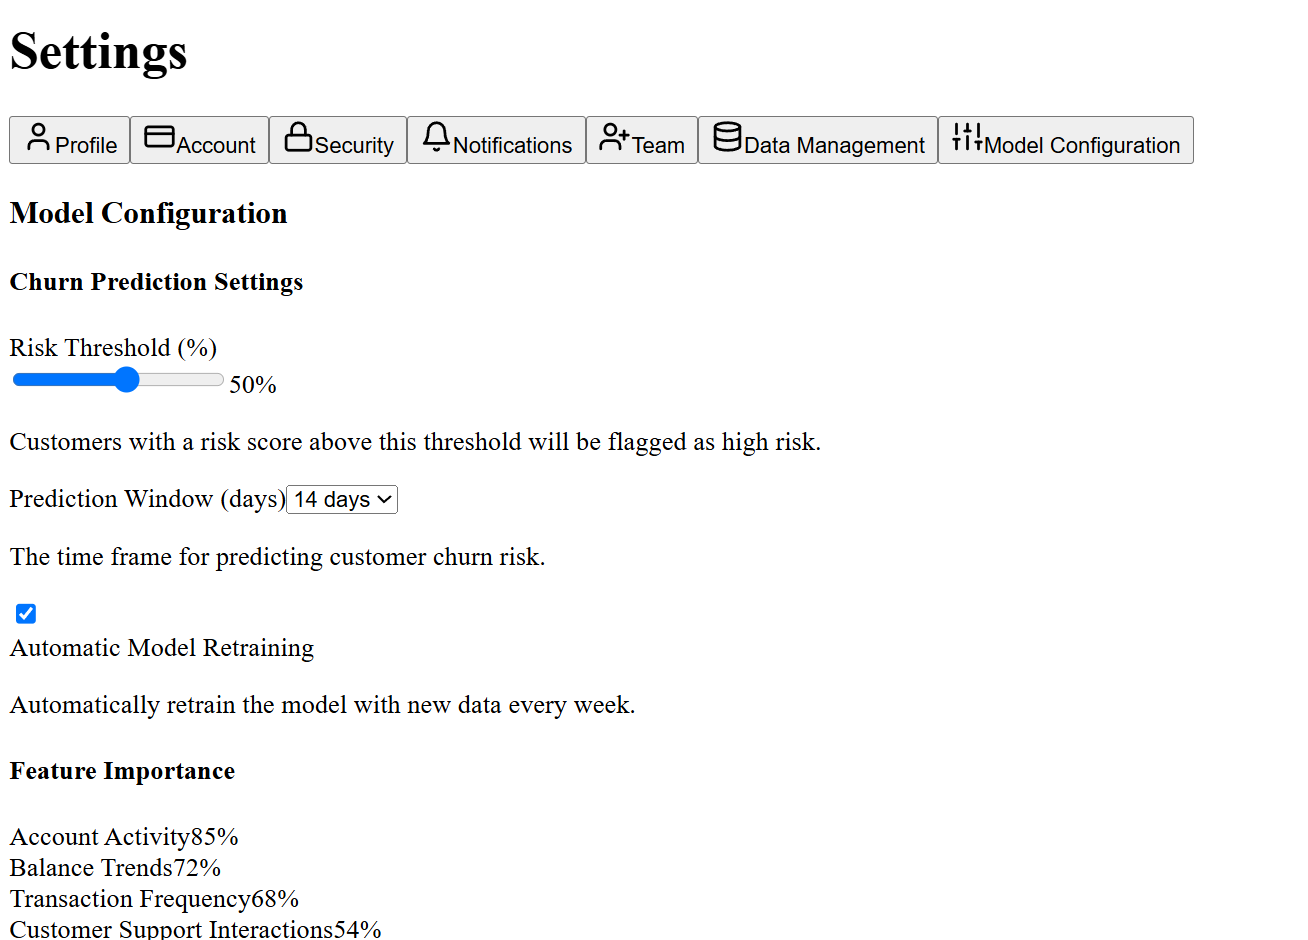 Settings
Profile Account Security Notifications Team Data Management Model Configuration
Model Configuration
Churn Prediction Settings
Risk Threshold (%)
50%
Customers with a risk score above this threshold will be flagged as high risk.
Prediction Window (days) 14 days
The time frame for predicting customer churn risk.
Automatic Model Retraining
Automatically retrain the model with new data every week.
Feature Importance
Account Activity85%
Balance Trends72%
Transaction Frequency68%
Customer Support Interactions54%